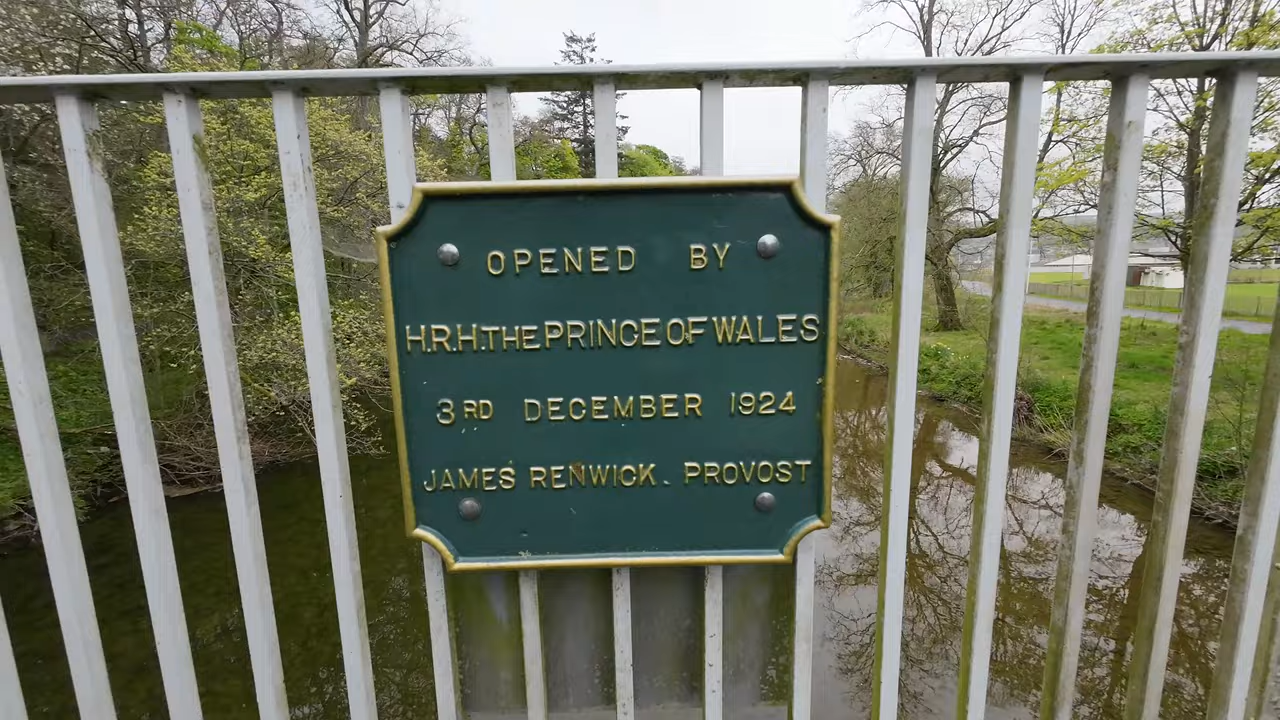 OPENED BY
H.R.H. THE PRINCE OF WALES
3RD DECEMBER 1924
JAMES RENWICK. PROVOST